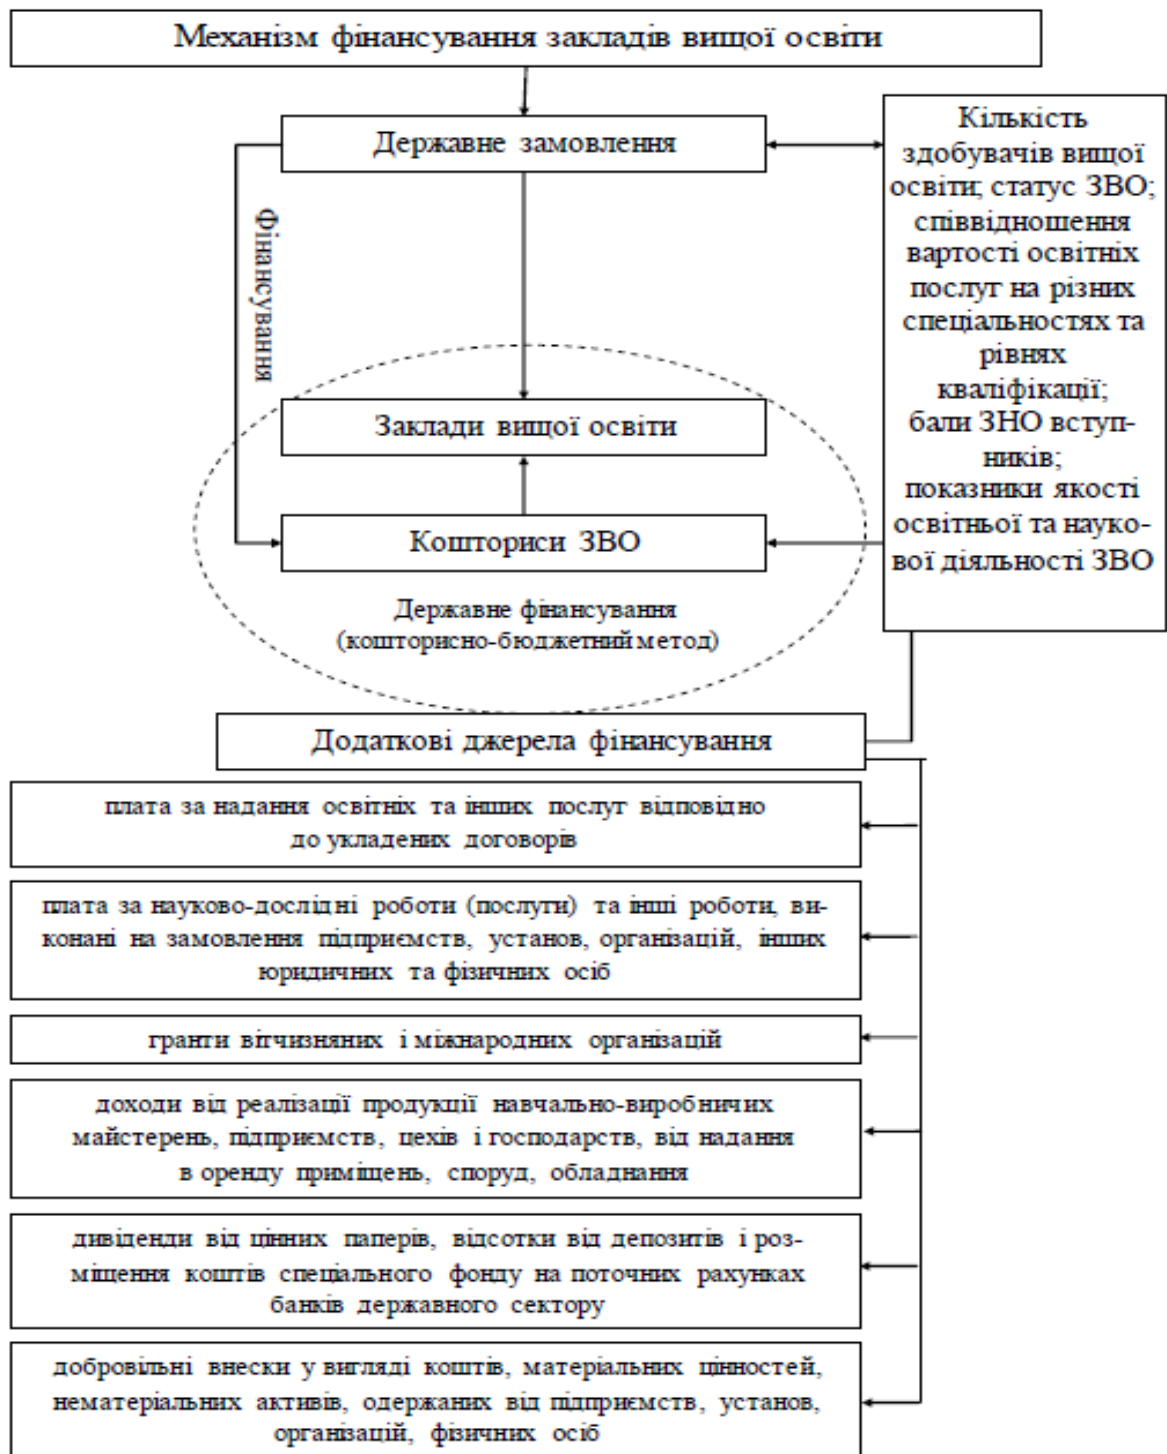 Механізм фінансування закладів вищої освіти
Державне замовлення
Кількість
здобувачів вищої
освіти; статус ЗВО;
співвідношення
вартості освітніх
послуг на різних
спеціальностях та
рівнях
кваліфікації;
бали ЗНО вступ-
ників;
показники якості
освітньої та науко-
вої діяльності ЗВО
Фінансування
Заклади вищої освіти
Кошториси ЗВО
Державне фінансування
(кошторисно-бюджетний метод)
Додаткові джерела фінансування
плата за надання освітніх та інших послуг відповідно
до укладених договорів
плата за науково-дослідні роботи (послуги) та інші роботи, ви-
конані на замовлення підприємств, установ, організацій, інших
юридичних та фізичних осіб
гранти вітчизняних і міжнародних організацій
доходи від реалізації продукції навчально-виробничих
майстерень, підприємств, цехів і господарств, від надання
в оренду приміщень, споруд, обладнання
дивіденди від цінних паперів, відсотки від депозитів і роз-
міщення коштів спеціального фонду на поточних рахунках
банків державного сектору
добровільні внески у вигляді коштів, матеріальних цінностей,
нематеріальних активів, одержаних від підприємств, установ,
організацій, фізичних осіб